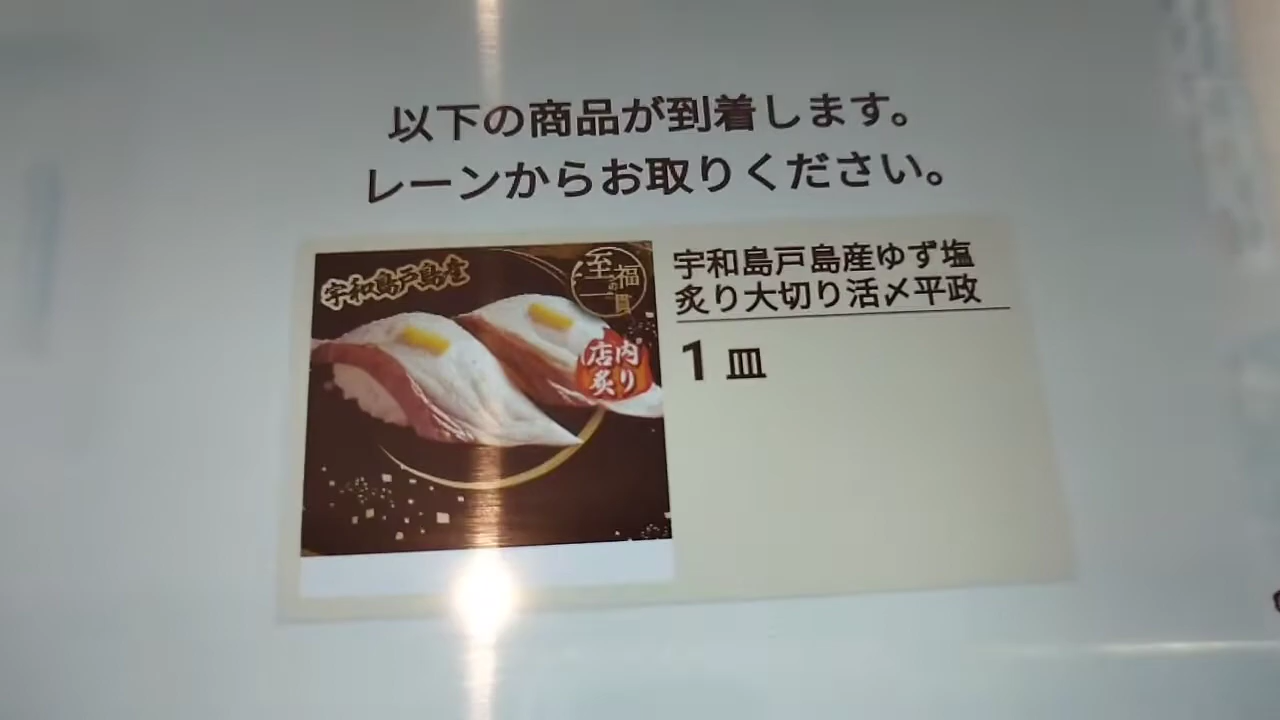 以下の商品が到着します。
レーンからお取りください。
宇和島戸島産
至福
の一貫
店内
炙り
宇和島戸島産ゆず塩
炙り大切り活〆平政
1 皿